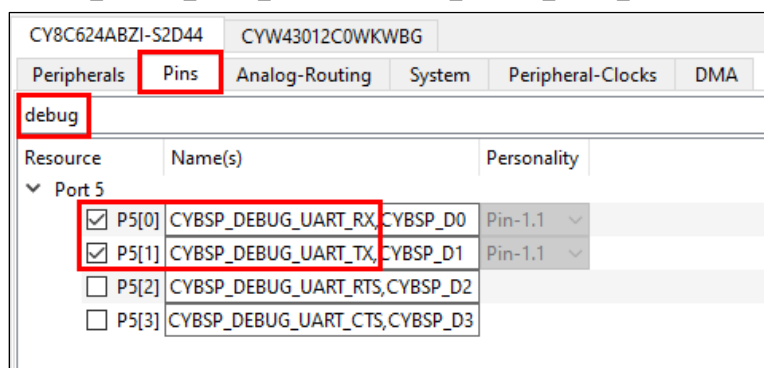 CY8C624ABZI-S2D44 CYW43012C0WKWBG
Peripherals Pins Analog-Routing System Peripheral-Clocks DMA
debug
Resource Name(s) Personality
Port 5
P5[0] CYBSP_DEBUG_UART_RX,CYBSP_D0 Pin-1.1
P5[1] CYBSP_DEBUG_UART_TX,CYBSP_D1 Pin-1.1
P5[2] CYBSP_DEBUG_UART_RTS,CYBSP_D2
P5[3] CYBSP_DEBUG_UART_CTS,CYBSP_D3